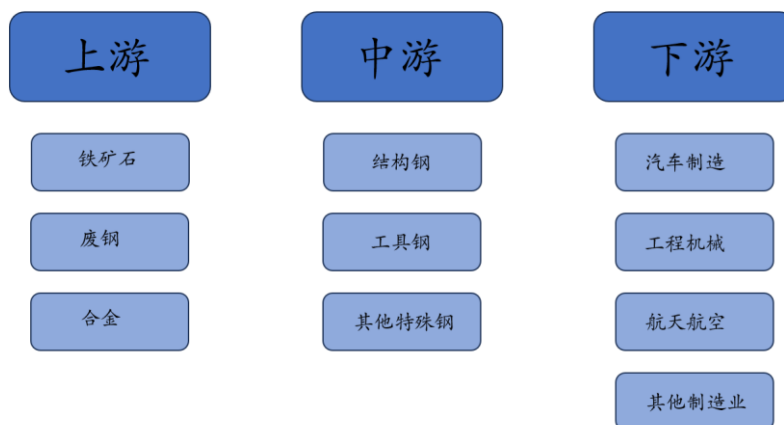 上游
中游
下游
铁矿石
结构钢
汽车制造
废钢
工具钢
工程机械
合金
其他特殊钢
航天航空
其他制造业